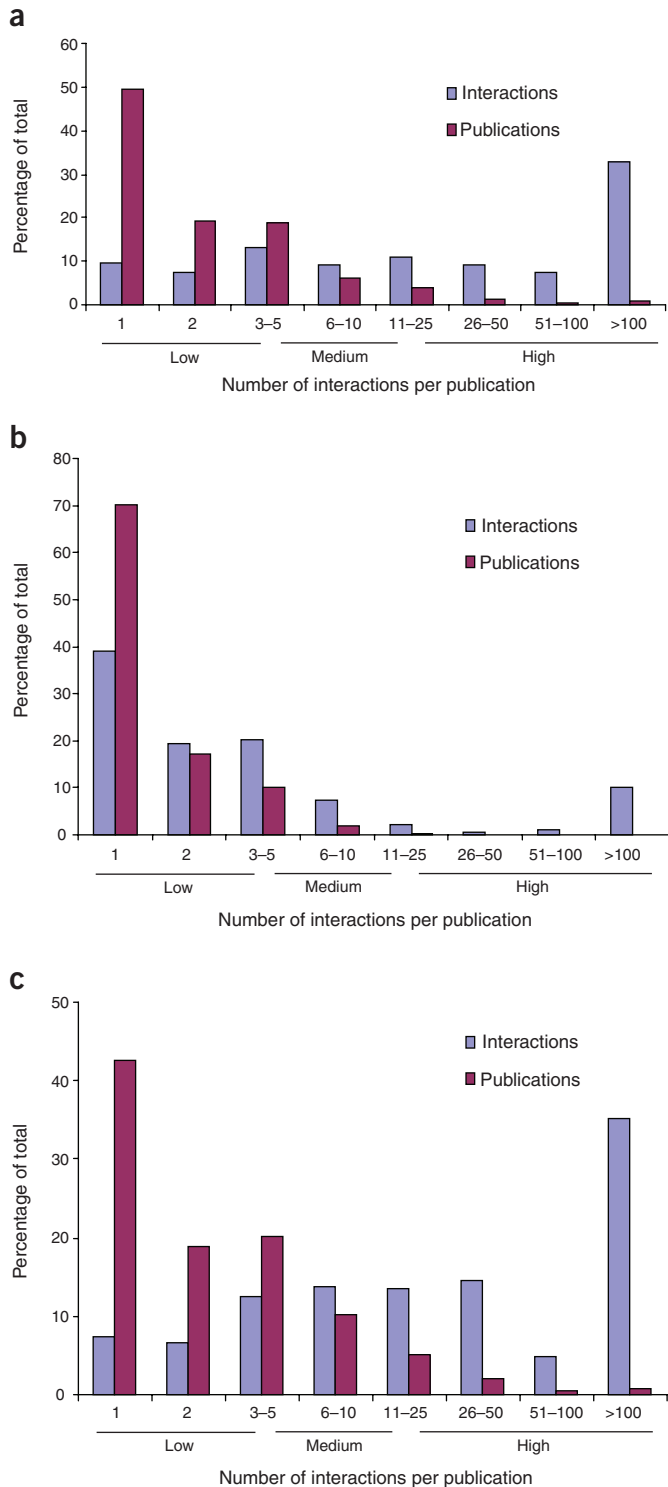 a
60
50
40
30
20
10
0
Percentage of total
Interactions
Publications
1 2 3–5 6–10 11–25 26–50 51–100 >100
Low Medium High
Number of interactions per publication
b
80
70
60
50
40
30
20
10
0
Percentage of total
Interactions
Publications
1 2 3–5 6–10 11–25 26–50 51–100 >100
Low Medium High
Number of interactions per publication
c
50
40
30
20
10
0
Percentage of total
Interactions
Publications
1 2 3–5 6–10 11–25 26–50 51–100 >100
Low Medium High
Number of interactions per publication